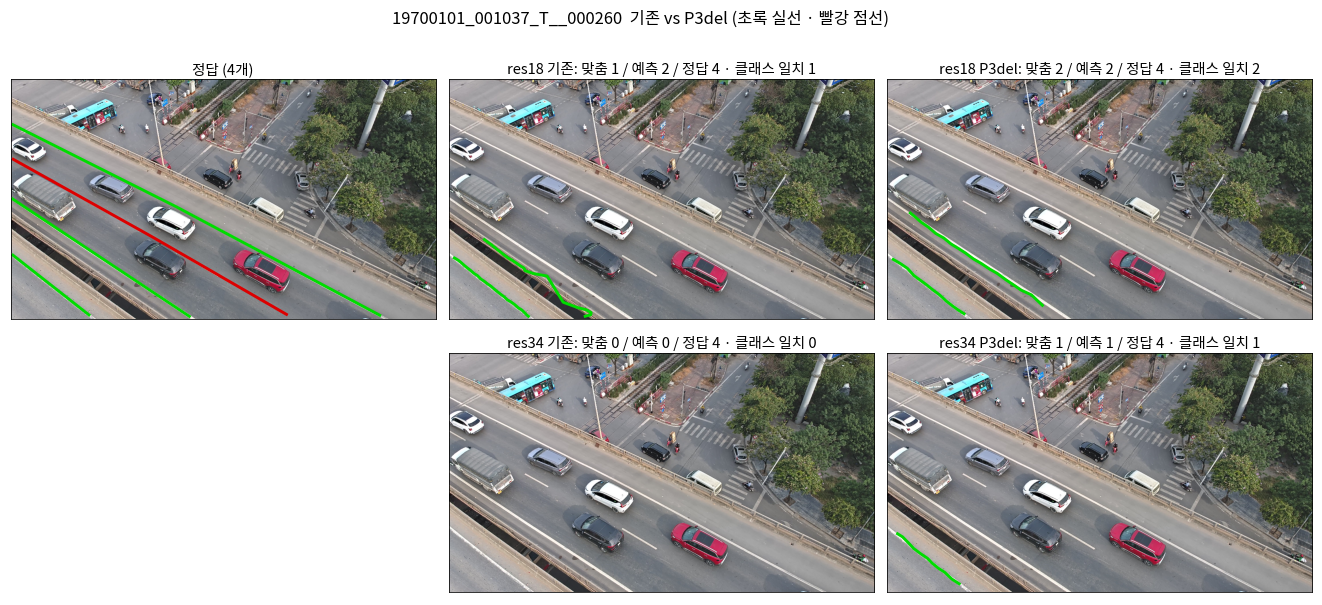 19700101_001037_T__000260 기존 vs P3del (초록 실선 · 빨강 점선)
정답 (4개)
res18 기존: 맞춤 1 / 예측 2 / 정답 4 · 클래스 일치 1
res18 P3del: 맞춤 2 / 예측 2 / 정답 4 · 클래스 일치 2
res34 기존: 맞춤 0 / 예측 0 / 정답 4 · 클래스 일치 0
res34 P3del: 맞춤 1 / 예측 1 / 정답 4 · 클래스 일치 1